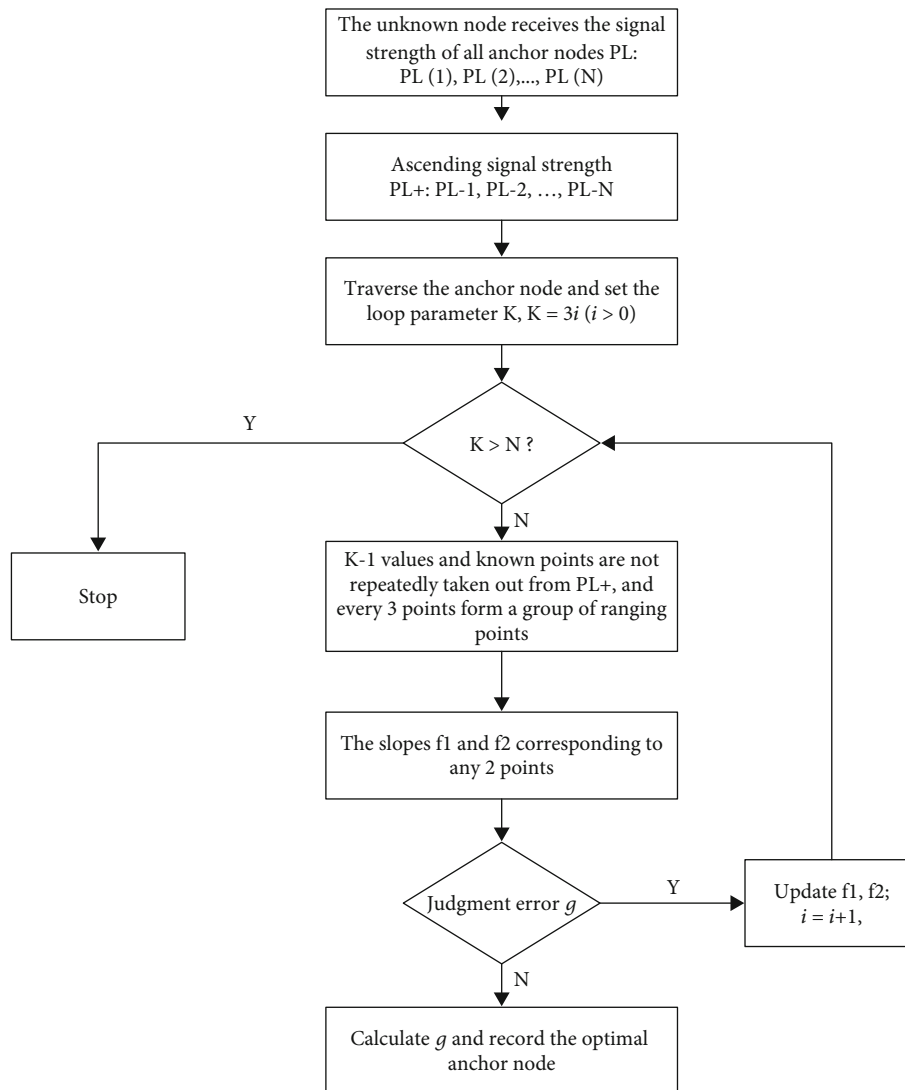 The unknown node receives the signal
strength of all anchor nodes PL:
PL (1), PL (2),..., PL (N)
Ascending signal strength
PL+: PL-1, PL-2, …, PL-N
Traverse the anchor node and set the
loop parameter K, K = 3i (i > 0)
Y
K > N ?
N
Stop
K-1 values and known points are not
repeatedly taken out from PL+, and
every 3 points form a group of ranging
points
The slopes f1 and f2 corresponding to
any 2 points
Judgment error g
Y
Update f1, f2;
i = i+1,
N
Calculate g and record the optimal
anchor node